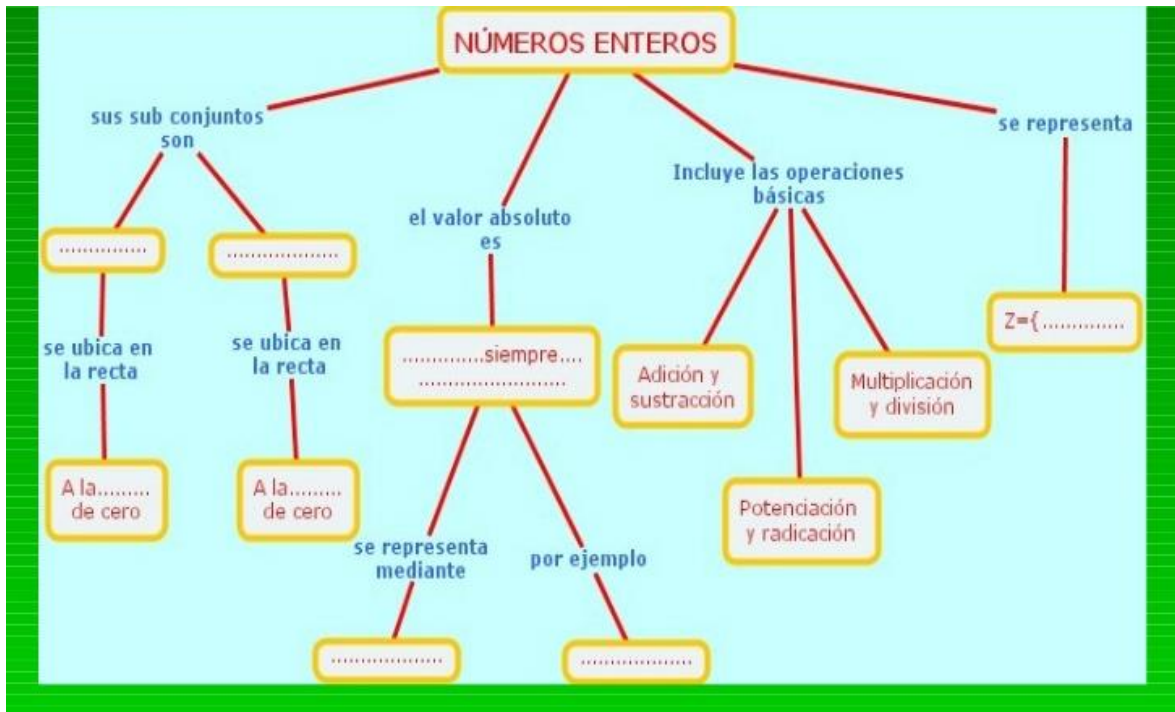 NÚMEROS ENTEROS
sus sub conjuntos
son
...............
se ubica en
la recta
A la.........
de cero
...................
se ubica en
la recta
A la.........
de cero
el valor absoluto
es
..............siempre....
.........................
se representa
mediante
...................
por ejemplo
...................
Incluye las operaciones
básicas
Adición y
sustracción
Potenciación
y radicación
Multiplicación
y división
se representa
Z={ ..............